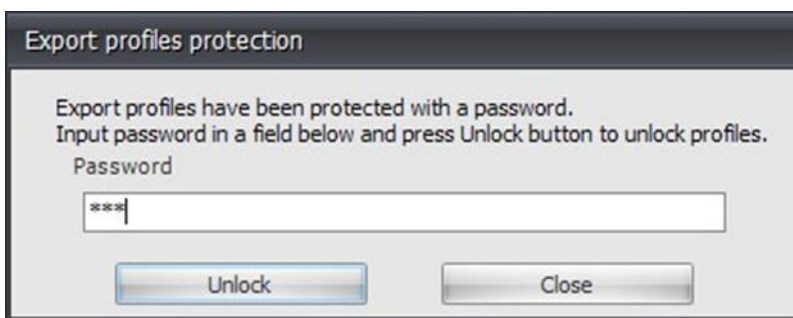 Export profiles protection
Export profiles have been protected with a password.
Input password in a field below and press Unlock button to unlock profiles.
Password
***
Unlock
Close